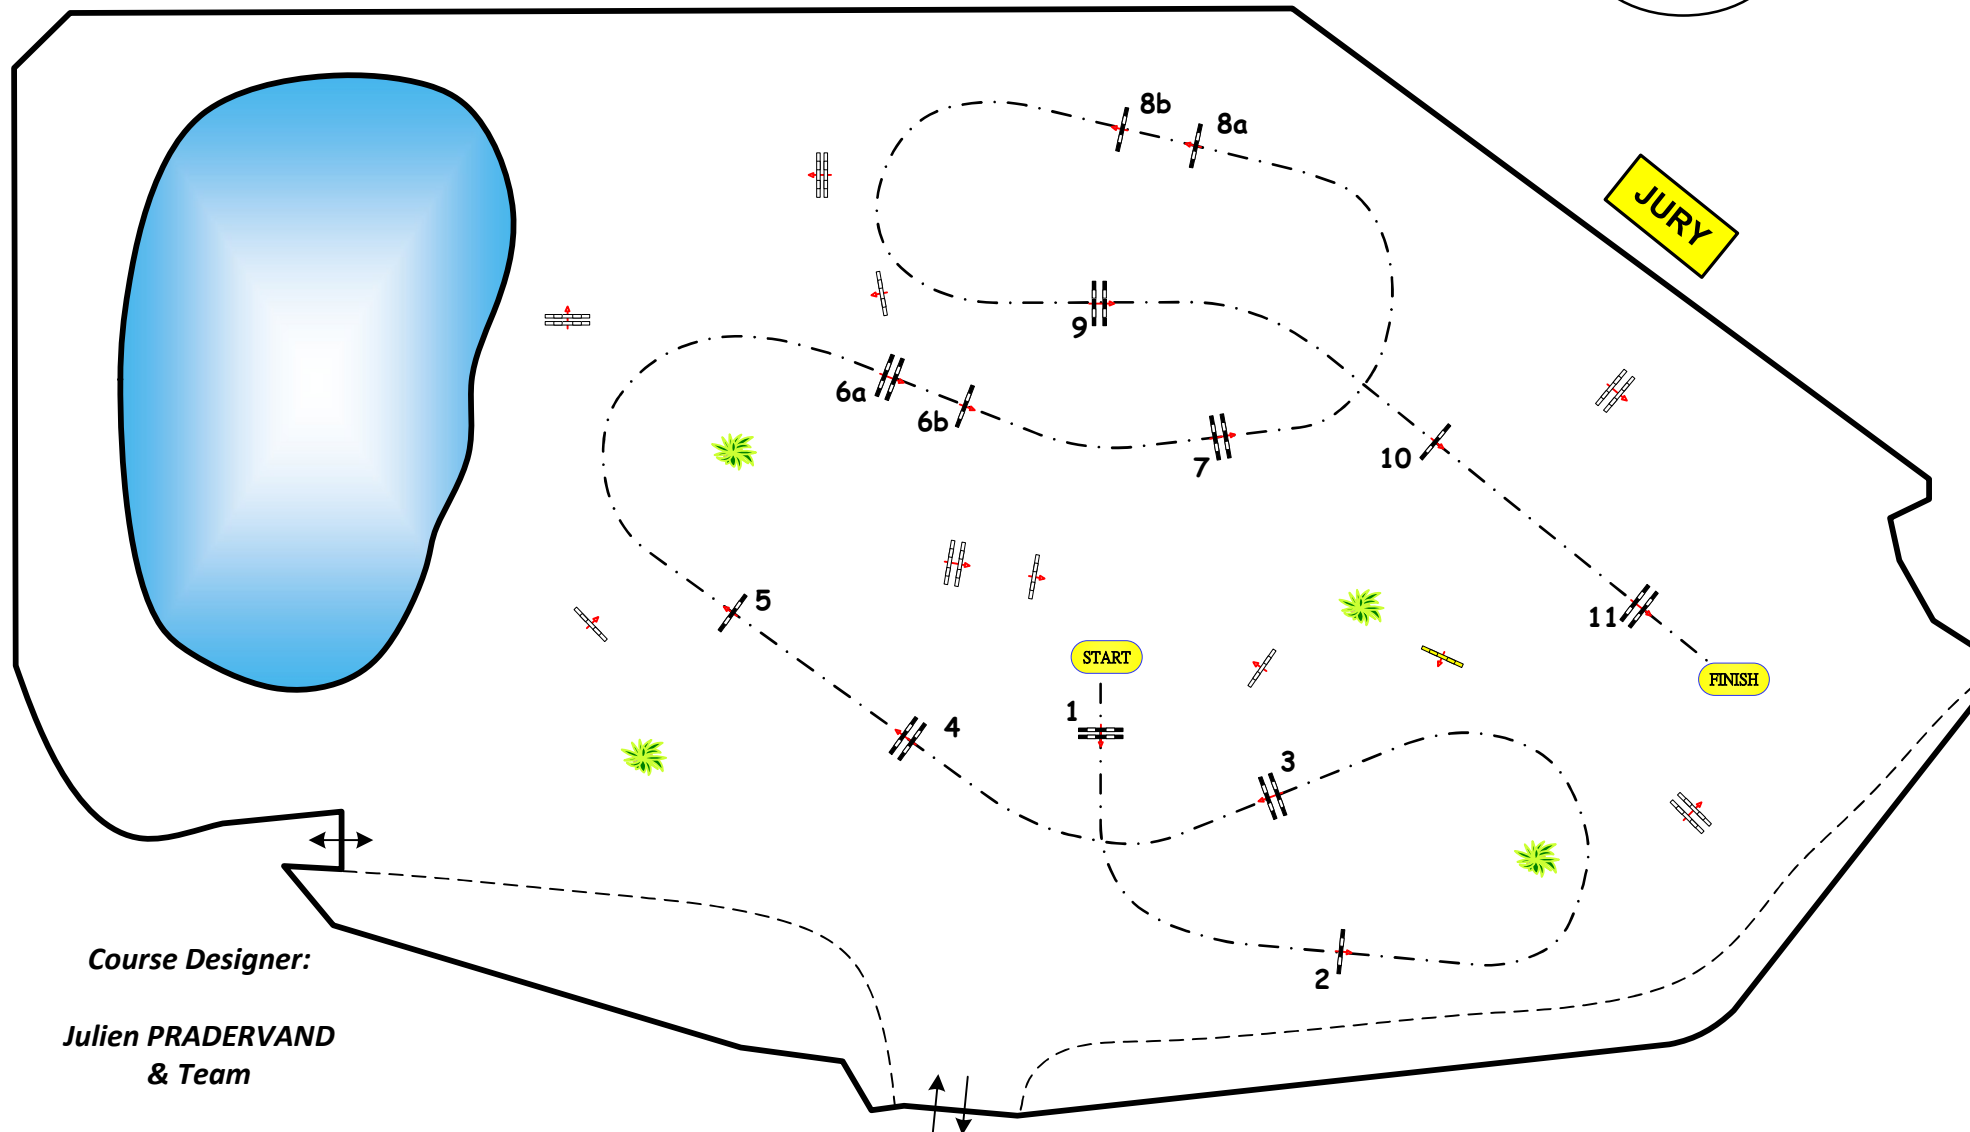 8b
8a
JURY
9
6a
6b
7
10
5
11
START
FINISH
1
4
3
2
Course Designer:
Julien PRADERVAND
& Team